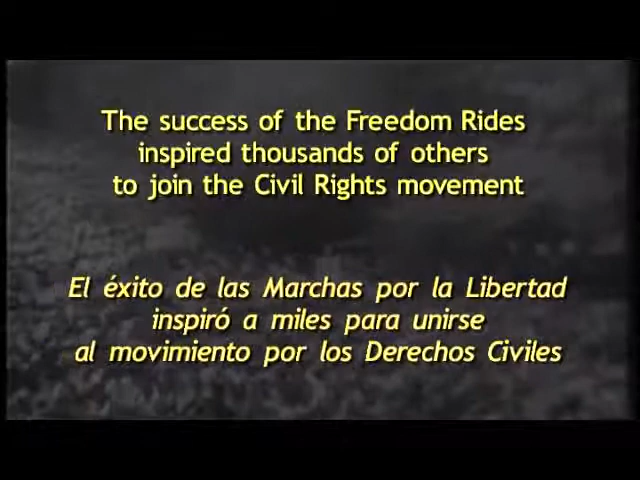 The success of the Freedom Rides
inspired thousands of others
to join the Civil Rights movement
El éxito de las Marchas por la Libertad
inspiró a miles para unirse
al movimiento por los Derechos Civiles